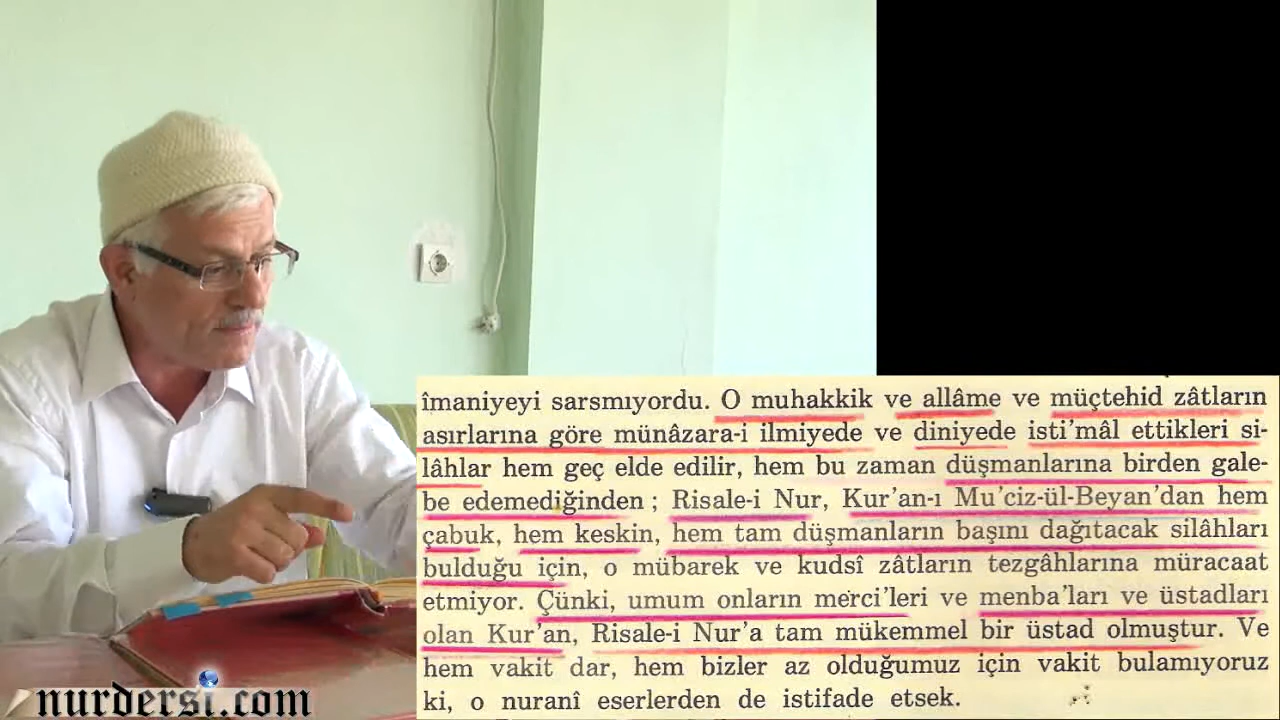 îmaniyeyi sarsmıyordu. O muhakkik ve allâme ve müçtehid zâtların
asırlarına göre münâzara-i ilmiyede ve diniyede isti'mâl ettikleri si-
lâhlar hem geç elde edilir, hem bu zaman düşmanlarına birden gale-
be edemediğinden; Risale-i Nur, Kur'an-ı Mu'ciz-ül-Beyan'dan hem
çabuk, hem keskin, hem tam düşmanların başını dağıtacak silâhları
bulduğu için, o mübarek ve kudsî zâtların tezgâhlarına müracaat
etmiyor. Çünki, umum onların merci'leri ve menba'ları ve üstadları
olan Kur'an, Risale-i Nur'a tam mükemmel bir üstad olmuştur. Ve
hem vakit dar, hem bizler az olduğumuz için vakit bulamıyoruz
ki, o nuranî eserlerden de istifade etsek.
nurdersi.com